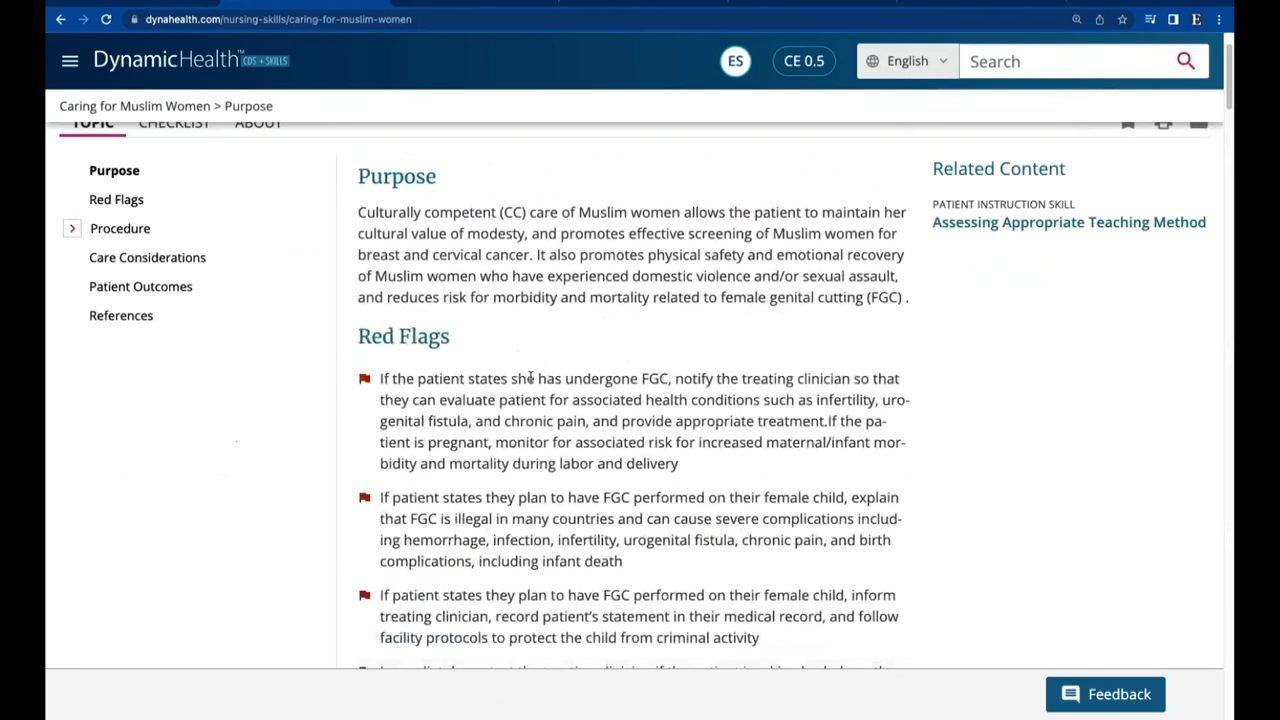 dynahealth.com/nursing-skills/caring-for-muslim-women
DynamicHealth™ CDS + SKILLS
ES
CE 0.5
English
Search
Caring for Muslim Women > Purpose
TOPIC
CHECKLIST
ABOUT
Purpose
Red Flags
Procedure
Care Considerations
Patient Outcomes
References
Purpose
Culturally competent (CC) care of Muslim women allows the patient to maintain her
cultural value of modesty, and promotes effective screening of Muslim women for
breast and cervical cancer. It also promotes physical safety and emotional recovery
of Muslim women who have experienced domestic violence and/or sexual assault,
and reduces risk for morbidity and mortality related to female genital cutting (FGC) .
Red Flags
If the patient states she has undergone FGC, notify the treating clinician so that
they can evaluate patient for associated health conditions such as infertility, uro-
genital fistula, and chronic pain, and provide appropriate treatment.If the pa-
tient is pregnant, monitor for associated risk for increased maternal/infant mor-
bidity and mortality during labor and delivery
If patient states they plan to have FGC performed on their female child, explain
that FGC is illegal in many countries and can cause severe complications includ-
ing hemorrhage, infection, infertility, urogenital fistula, chronic pain, and birth
complications, including infant death
If patient states they plan to have FGC performed on their female child, inform
treating clinician, record patient's statement in their medical record, and follow
facility protocols to protect the child from criminal activity
Related Content
PATIENT INSTRUCTION SKILL
Assessing Appropriate Teaching Method
Feedback